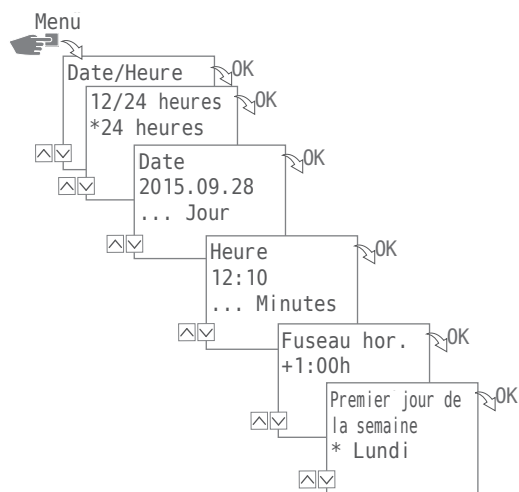 Menu
Date/Heure
OK
12/24 heures
*24 heures
OK
Date
2015.09.28
... Jour
OK
Heure
12:10
... Minutes
OK
Fuseau hor.
+1:00h
OK
Premier jour de
la semaine
* Lundi
OK